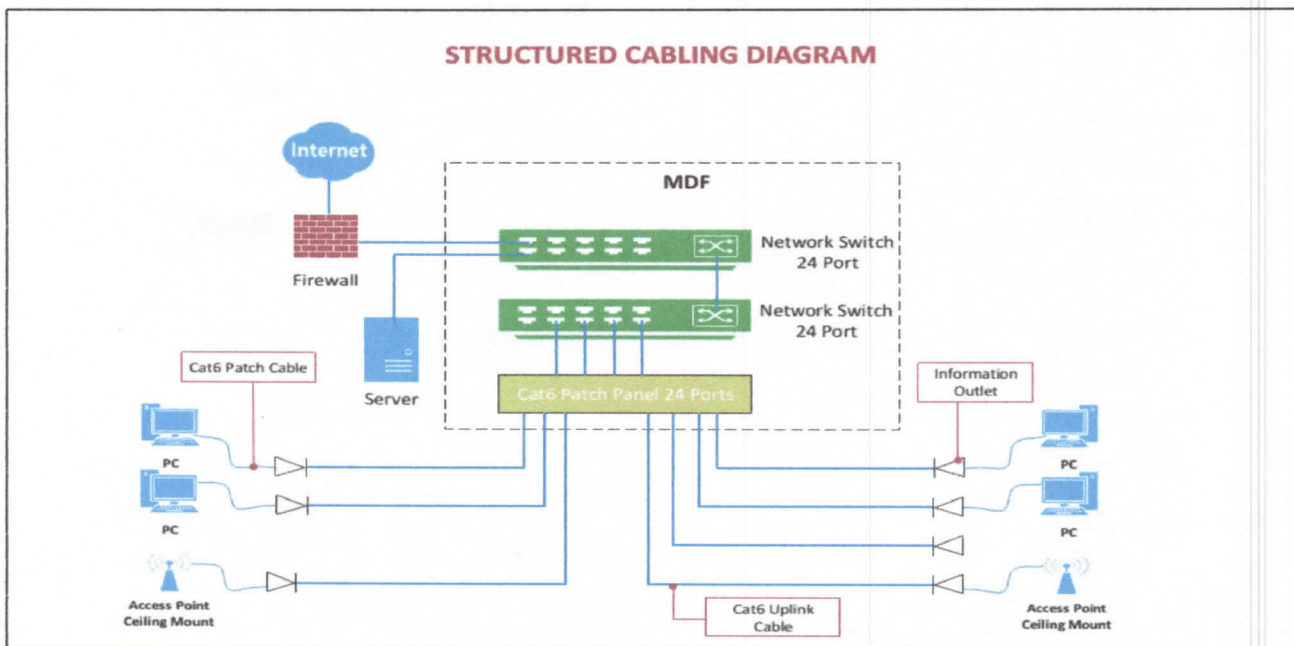 STRUCTURED CABLING DIAGRAM
Internet
MDF
Network Switch
24 Port
Firewall
Network Switch
24 Port
Cat6 Patch Cable
Server
Cat6 Patch Panel 24 Ports
Information
Outlet
PC
PC
PC
PC
Access Point
Ceiling Mount
Cat6 Uplink
Cable
Access Point
Ceiling Mount